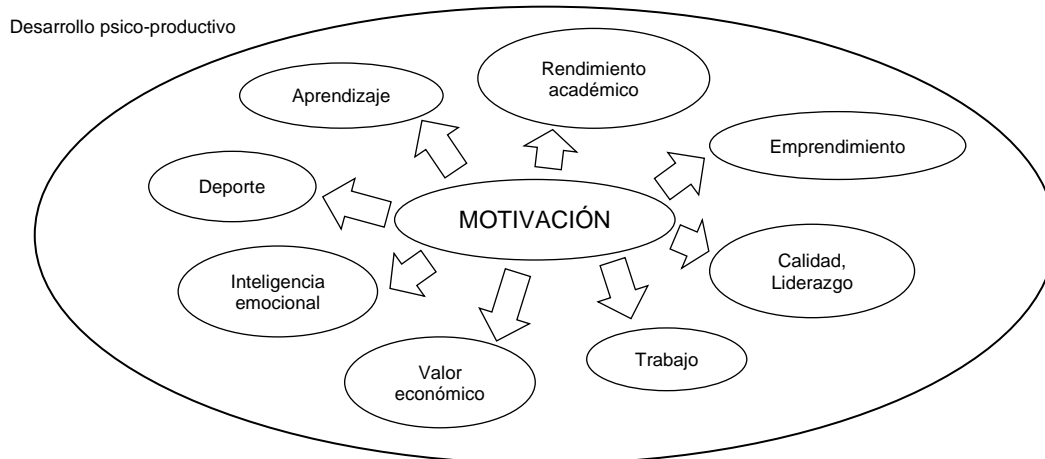 Desarrollo psico-productivo
Rendimiento
académico
Aprendizaje
Emprendimiento
Deporte
MOTIVACIÓN
Calidad,
Liderazgo
Inteligencia
emocional
Valor
económico
Trabajo